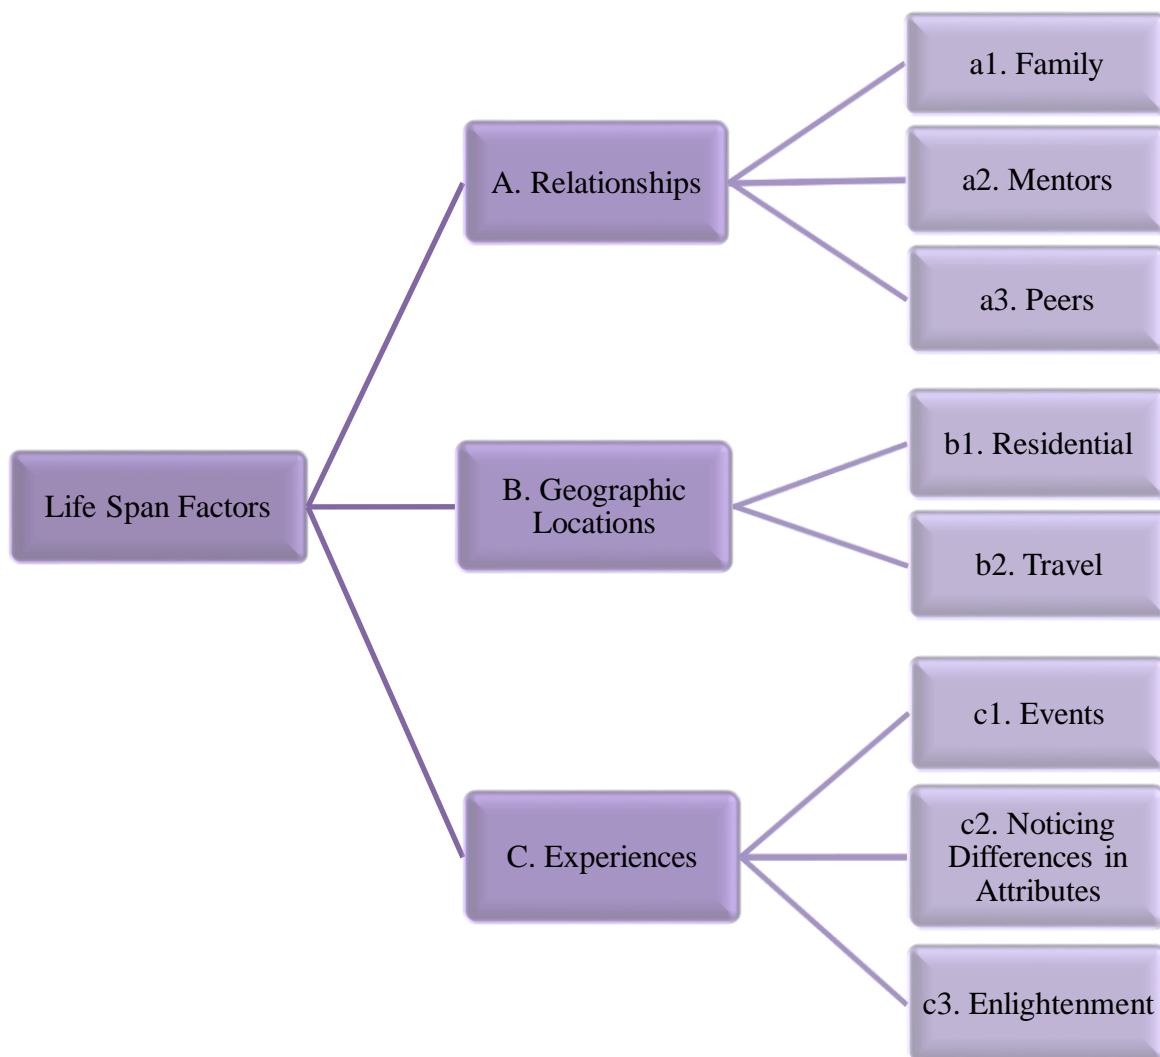 Life Span Factors
A. Relationships
a1. Family
a2. Mentors
a3. Peers
B. Geographic
Locations
b1. Residential
b2. Travel
C. Experiences
c1. Events
c2. Noticing
Differences in
Attributes
c3. Enlightenment